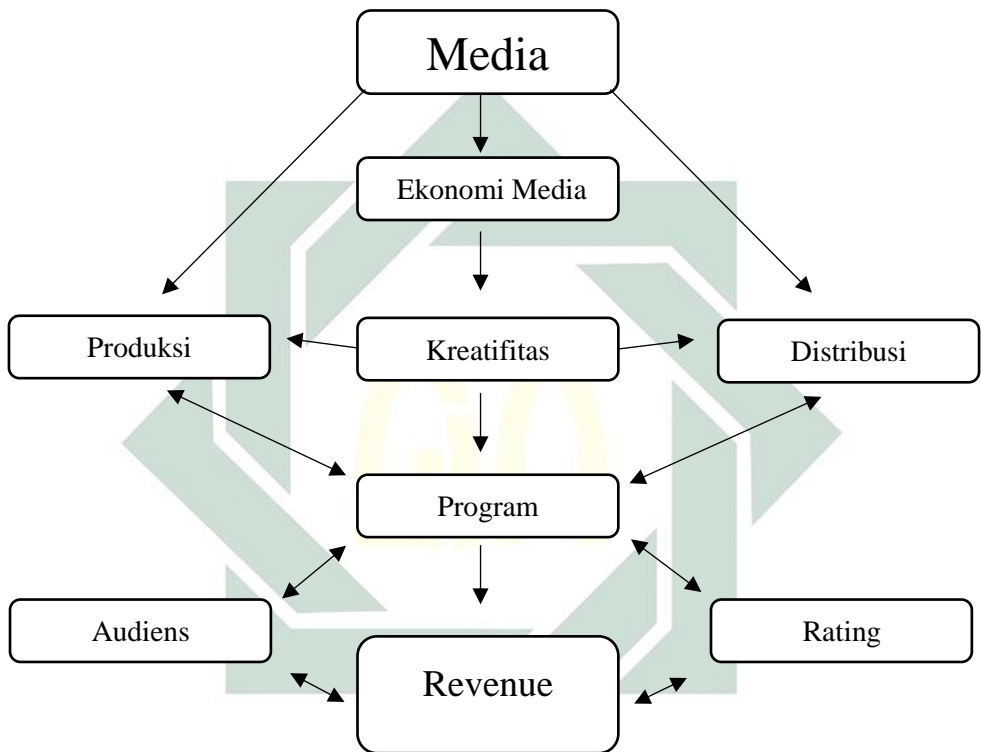 Media
Ekonomi Media
Produksi
Kreatifitas
Distribusi
Program
Audiens
Rating
Revenue